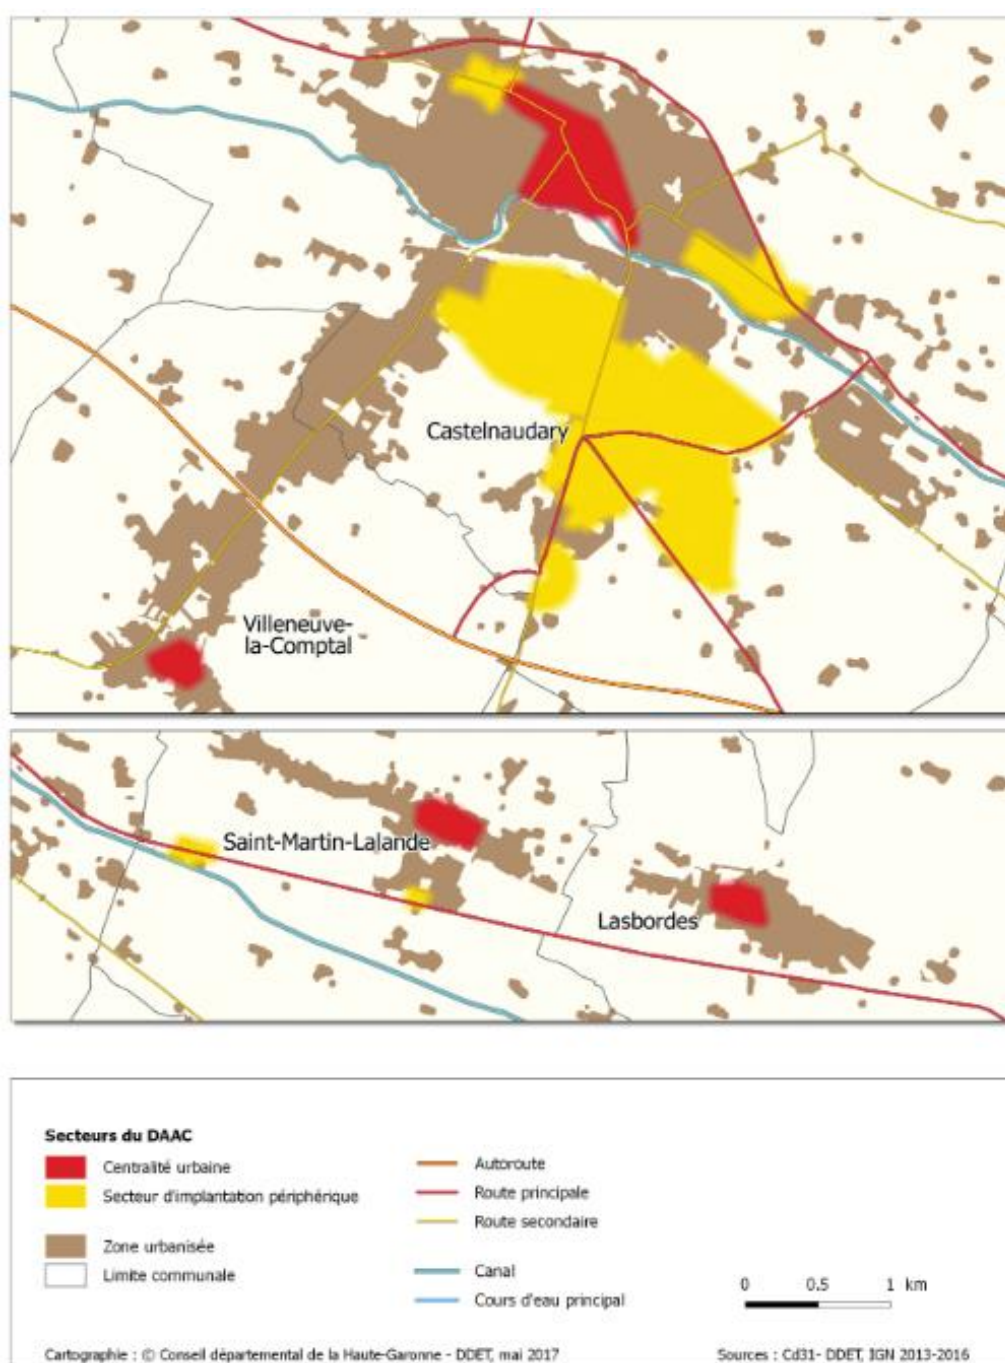 Castelnaudary
Villeneuve-
la-Comptal
Saint-Martin-Lalande
Lasbordes
Secteurs du DAAC
Centralité urbaine
Secteur d'implantation périphérique
Zone urbanisée
Limite communale
Autoroute
Route principale
Route secondaire
Canal
Cours d'eau principal
0 0.5 1 km
Cartographie : © Conseil départemental de la Haute-Garonne - DDET, mai 2017
Sources : Cd31- DDET, IGN 2013-2016